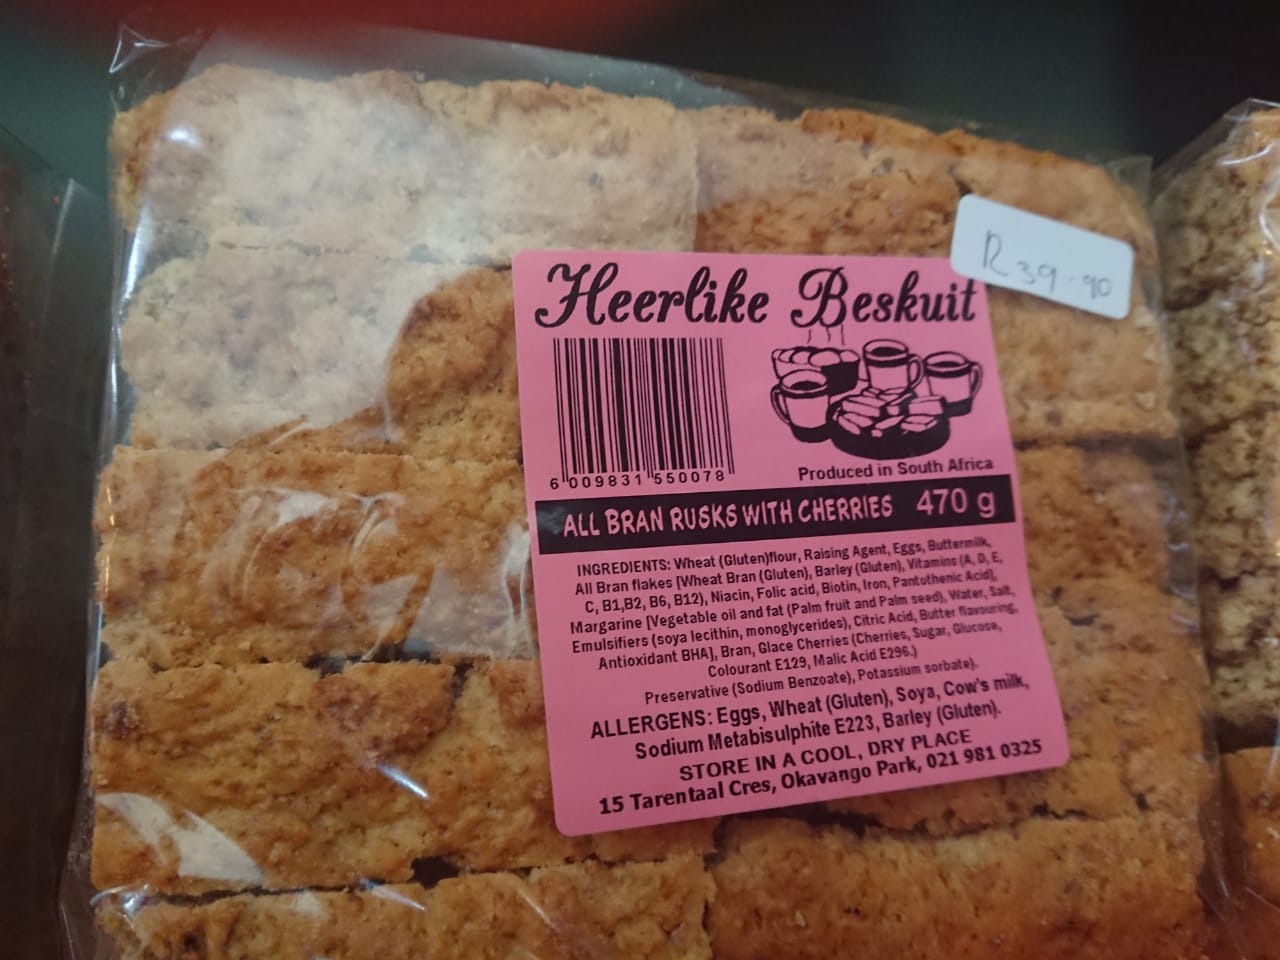 R39.90
Heerlike Beskuit
6 009831 550078
Produced in South Africa
ALL BRAN RUSKS WITH CHERRIES 470 g
INGREDIENTS: Wheat (Gluten)flour, Raising Agent, Eggs, Buttermilk,
All Bran flakes [Wheat Bran (Gluten), Barley (Gluten), Vitamins (A, D, E,
C, B1,B2, B6, B12), Niacin, Folic acid, Biotin, Iron, Pantothenic Acid],
Margarine [Vegetable oil and fat (Palm fruit and Palm seed), Water, Salt,
Emulsifiers (soya lecithin, monoglycerides), Citric Acid, Butter flavouring,
Antioxidant BHA], Bran, Glace Cherries (Cherries, Sugar, Glucose,
Colourant E129, Malic Acid E296.)
Preservative (Sodium Benzoate), Potassium sorbate).
ALLERGENS: Eggs, Wheat (Gluten), Soya, Cow's milk,
Sodium Metabisulphite E223, Barley (Gluten).
STORE IN A COOL, DRY PLACE
15 Tarentaal Cres, Okavango Park, 021 981 0325